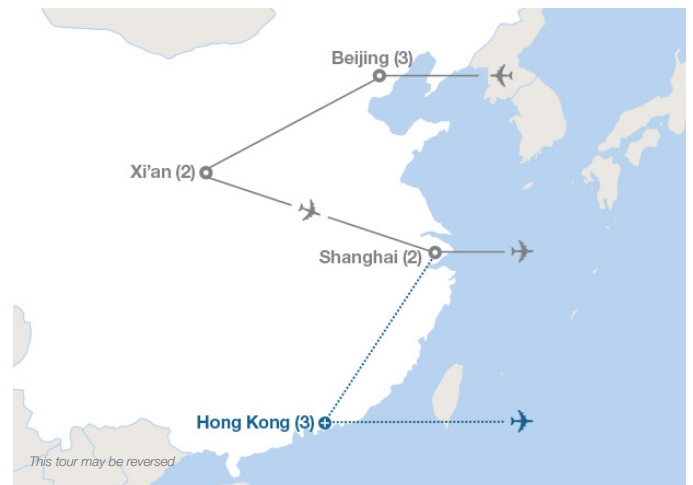 Beijing (3)
Xi'an (2)
Shanghai (2)
Hong Kong (3)
This tour may be reversed